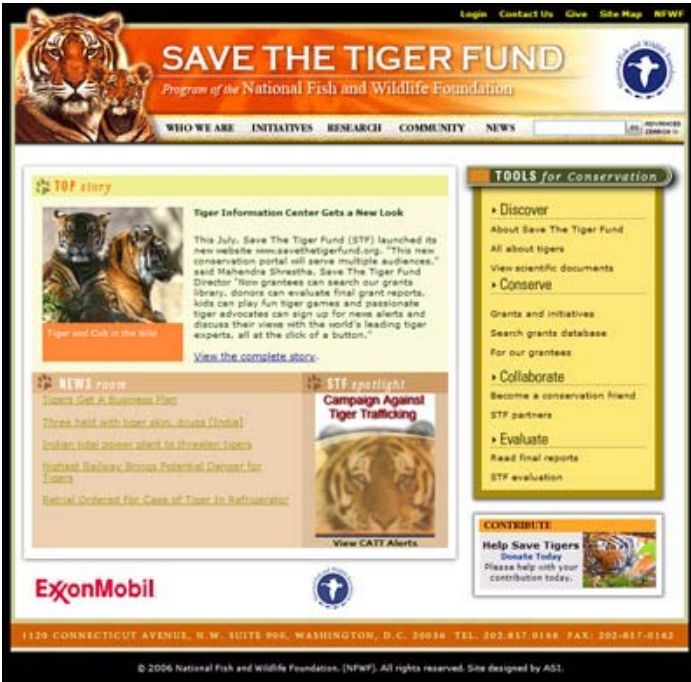 Login Contact Us Give Site Map NFWF
SAVE THE TIGER FUND
Program of the National Fish and Wildlife Foundation
WHO WE ARE INITIATIVES RESEARCH COMMUNITY NEWS
ADVANCED
SEARCH
TOP story
Tiger Information Center Gets a New Look
This July, Save The Tiger Fund (STF) launched its
new website www.savethetigerfund.org. "This new
conservation portal will serve multiple audiences,"
said Mahendra Shrestha, Save The Tiger Fund
Director "Now grantees can search our grants
library, donors can evaluate final grant reports,
kids can play fun tiger games and passionate
tiger advocates can sign up for news alerts and
discuss their views with the world's leading tiger
experts, all at the click of a button."
View the complete story.
Tiger and Cub in the Wild
NEWS room
Tigers Get A Business Plan
Three held with tiger skin, drugs [India]
Indian tidal power plant to threaten tigers
Highest Railway Brings Potential Danger for
Tigers
Retrial Ordered For Case of Tiger In Refrigerator
STF spotlight
Campaign Against
Tiger Trafficking
View CATT Alerts
TOOLS for Conservation
Discover
About Save The Tiger Fund
All about tigers
View scientific documents
Conserve
Grants and initiatives
Search grants database
For our grantees
Collaborate
Become a conservation friend
STF partners
Evaluate
Read final reports
STF evaluation
CONTRIBUTE
Help Save Tigers
Donate Today
Please help with your
contribution today.
ExxonMobil
1120 CONNECTICUT AVENUE, N.W. SUITE 900, WASHINGTON, D.C. 20036 TEL. 202.857.0166 FAX: 202-857-0162
© 2006 National Fish and Wildlife Foundation. (NFWF). All rights reserved. Site designed by ASI.